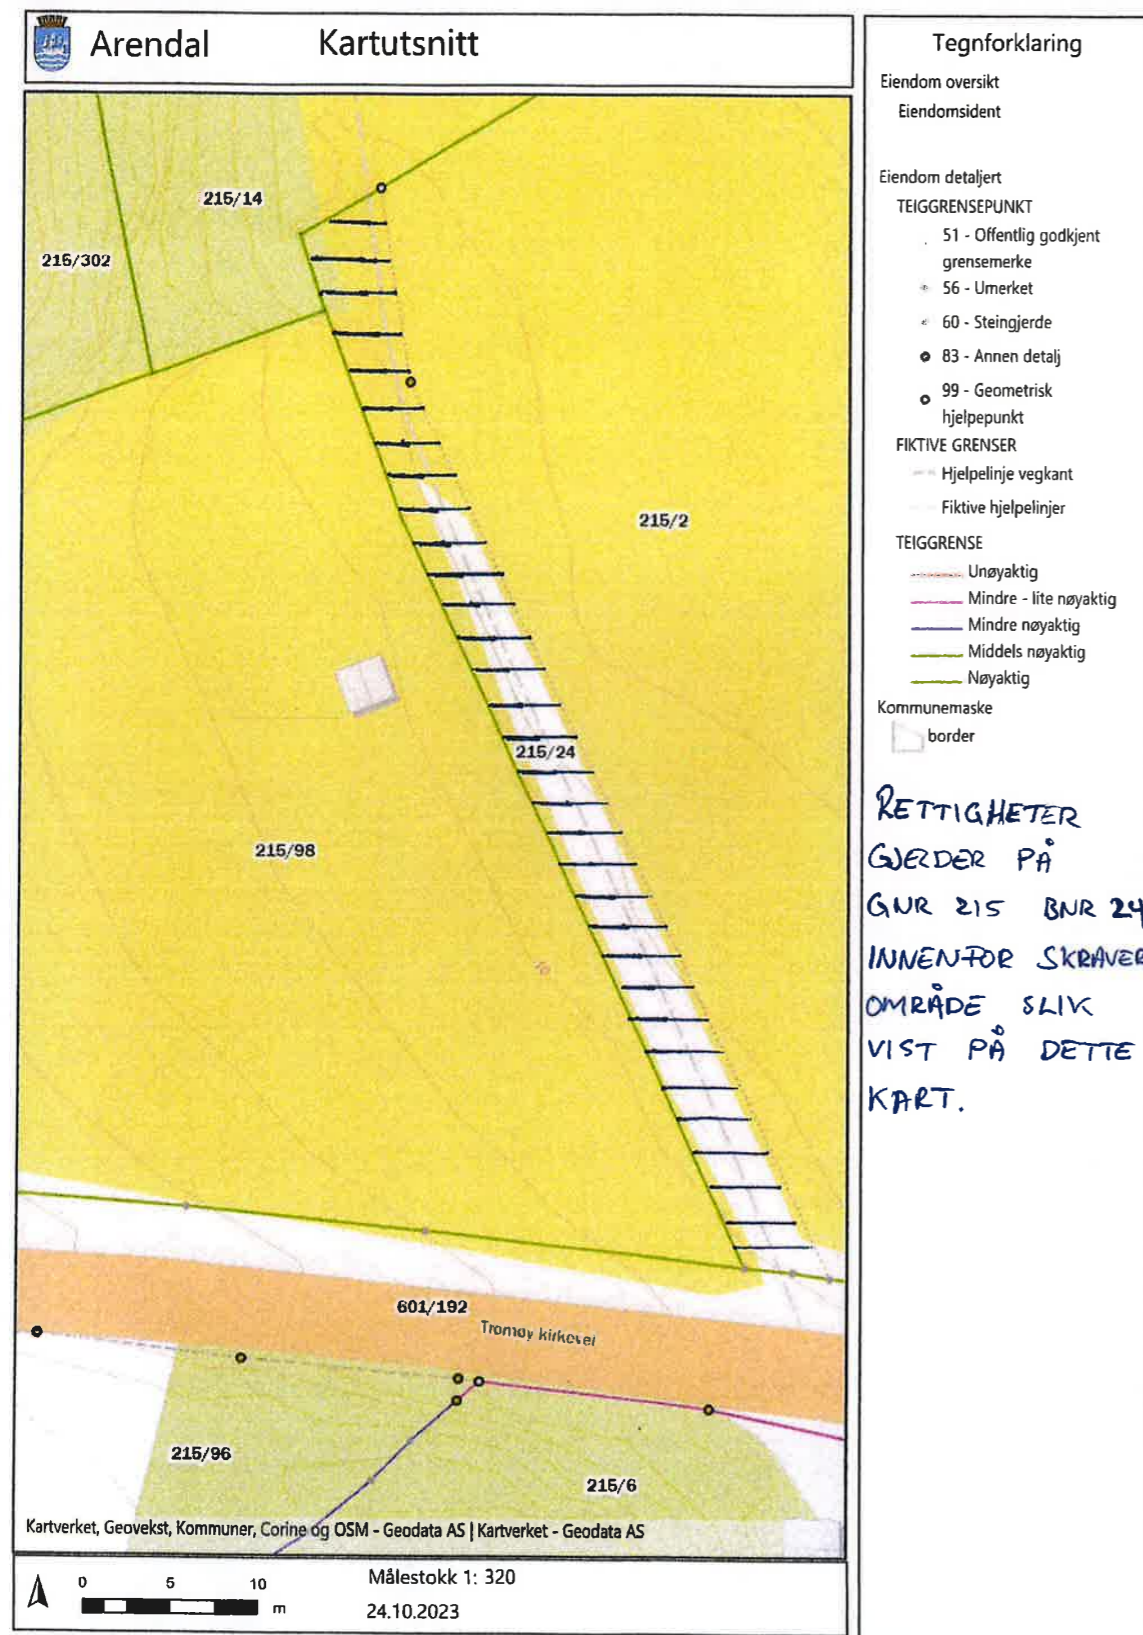 Arendal Kartutsnitt
215/14
215/302
215/2
215/24
215/98
601/192
Tromøy kirkevei
215/96
215/6
Kartverket, Geovekst, Kommuner, Corine og OSM - Geodata AS | Kartverket - Geodata AS
0 5 10
m
Målestokk 1: 320
24.10.2023
Tegnforklaring
Eiendom oversikt
Eiendomsident
Eiendom detaljert
TEIGGRENSEPUNKT
51 - Offentlig godkjent
grensemerke
56 - Umerket
60 - Steingjerde
83 - Annen detalj
99 - Geometrisk
hjelpepunkt
FIKTIVE GRENSER
Hjelpelinje vegkant
Fiktive hjelpelinjer
TEIGGRENSE
Unøyaktig
Mindre - lite nøyaktig
Mindre nøyaktig
Middels nøyaktig
Nøyaktig
Kommunemaske
border
RETTIGHETER
GJELDER PÅ
GNR 215 BNR 24
INNENFOR SKRAVER
OMRÅDE SLIK
VIST PÅ DETTE
KART.